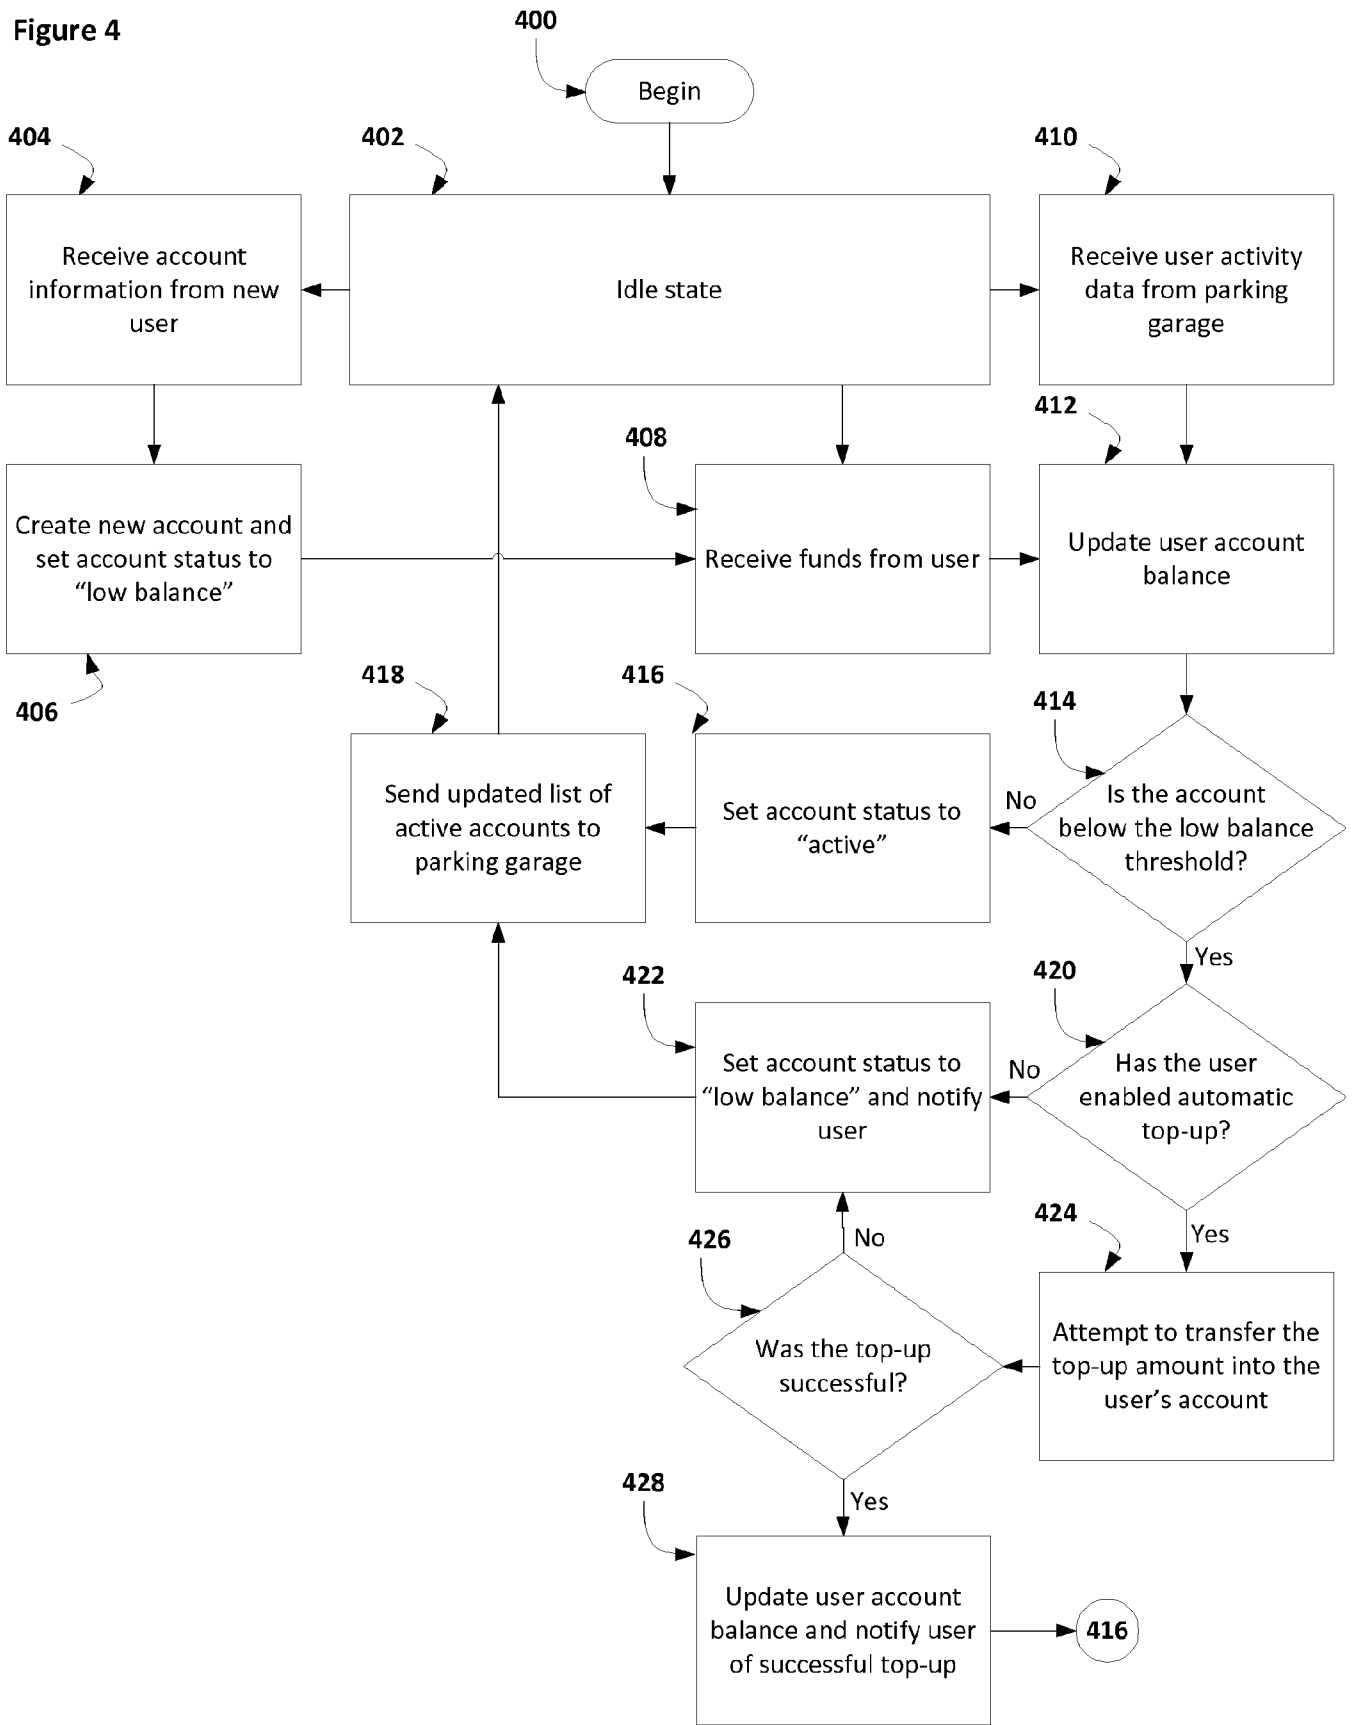 Figure 4
400
Begin
404
402
410
Receive account
information from new
user
Idle state
Receive user activity
data from parking
garage
412
408
Create new account and
set account status to
“low balance”
Receive funds from user
Update user account
balance
406
418
416
414
Send updated list of
active accounts to
parking garage
Set account status to
“active”
No
Is the account
below the low balance
threshold?
Yes
422
420
Set account status to
“low balance” and notify
user
No
Has the user
enabled automatic
top-up?
Yes
424
426
No
Was the top-up
successful?
Attempt to transfer the
top-up amount into the
user’s account
428
Yes
Update user account
balance and notify user
of successful top-up
416